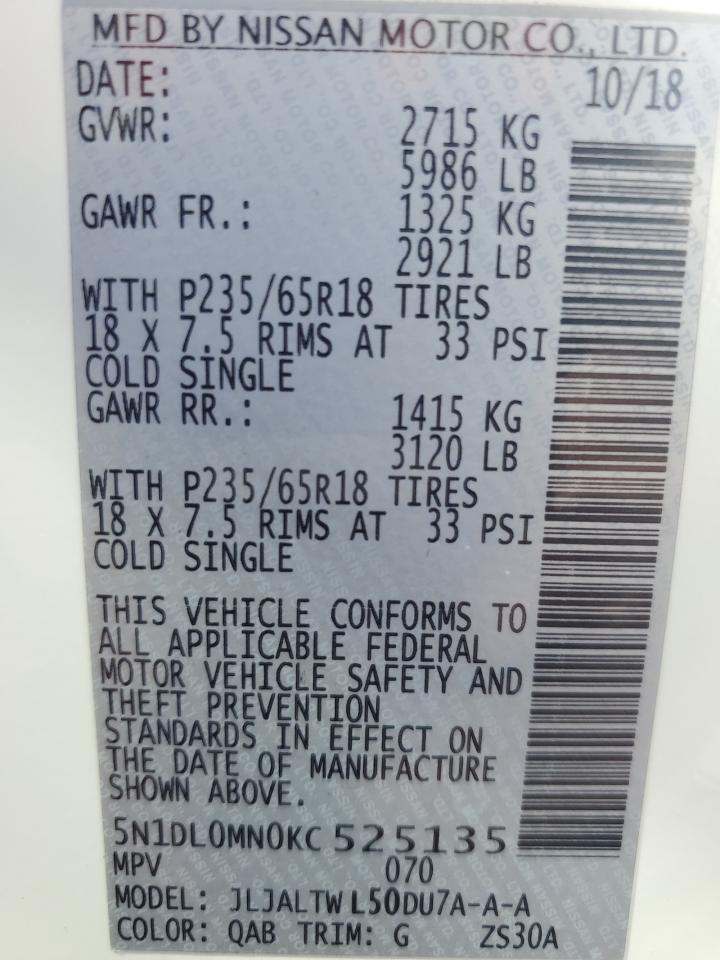 MFD BY NISSAN MOTOR CO., LTD.
DATE: 10/18
GVWR: 2715 KG
5986 LB
GAWR FR.: 1325 KG
2921 LB
WITH P235/65R18 TIRES
18 X 7.5 RIMS AT 33 PSI
COLD SINGLE
GAWR RR.: 1415 KG
3120 LB
WITH P235/65R18 TIRES
18 X 7.5 RIMS AT 33 PSI
COLD SINGLE
THIS VEHICLE CONFORMS TO
ALL APPLICABLE FEDERAL
MOTOR VEHICLE SAFETY AND
THEFT PREVENTION
STANDARDS IN EFFECT ON
THE DATE OF MANUFACTURE
SHOWN ABOVE.
5N1DL0MN0KC 525135
MPV 070
MODEL: JLJALTW L50DU7A-A-A
COLOR: QAB TRIM: G ZS30A